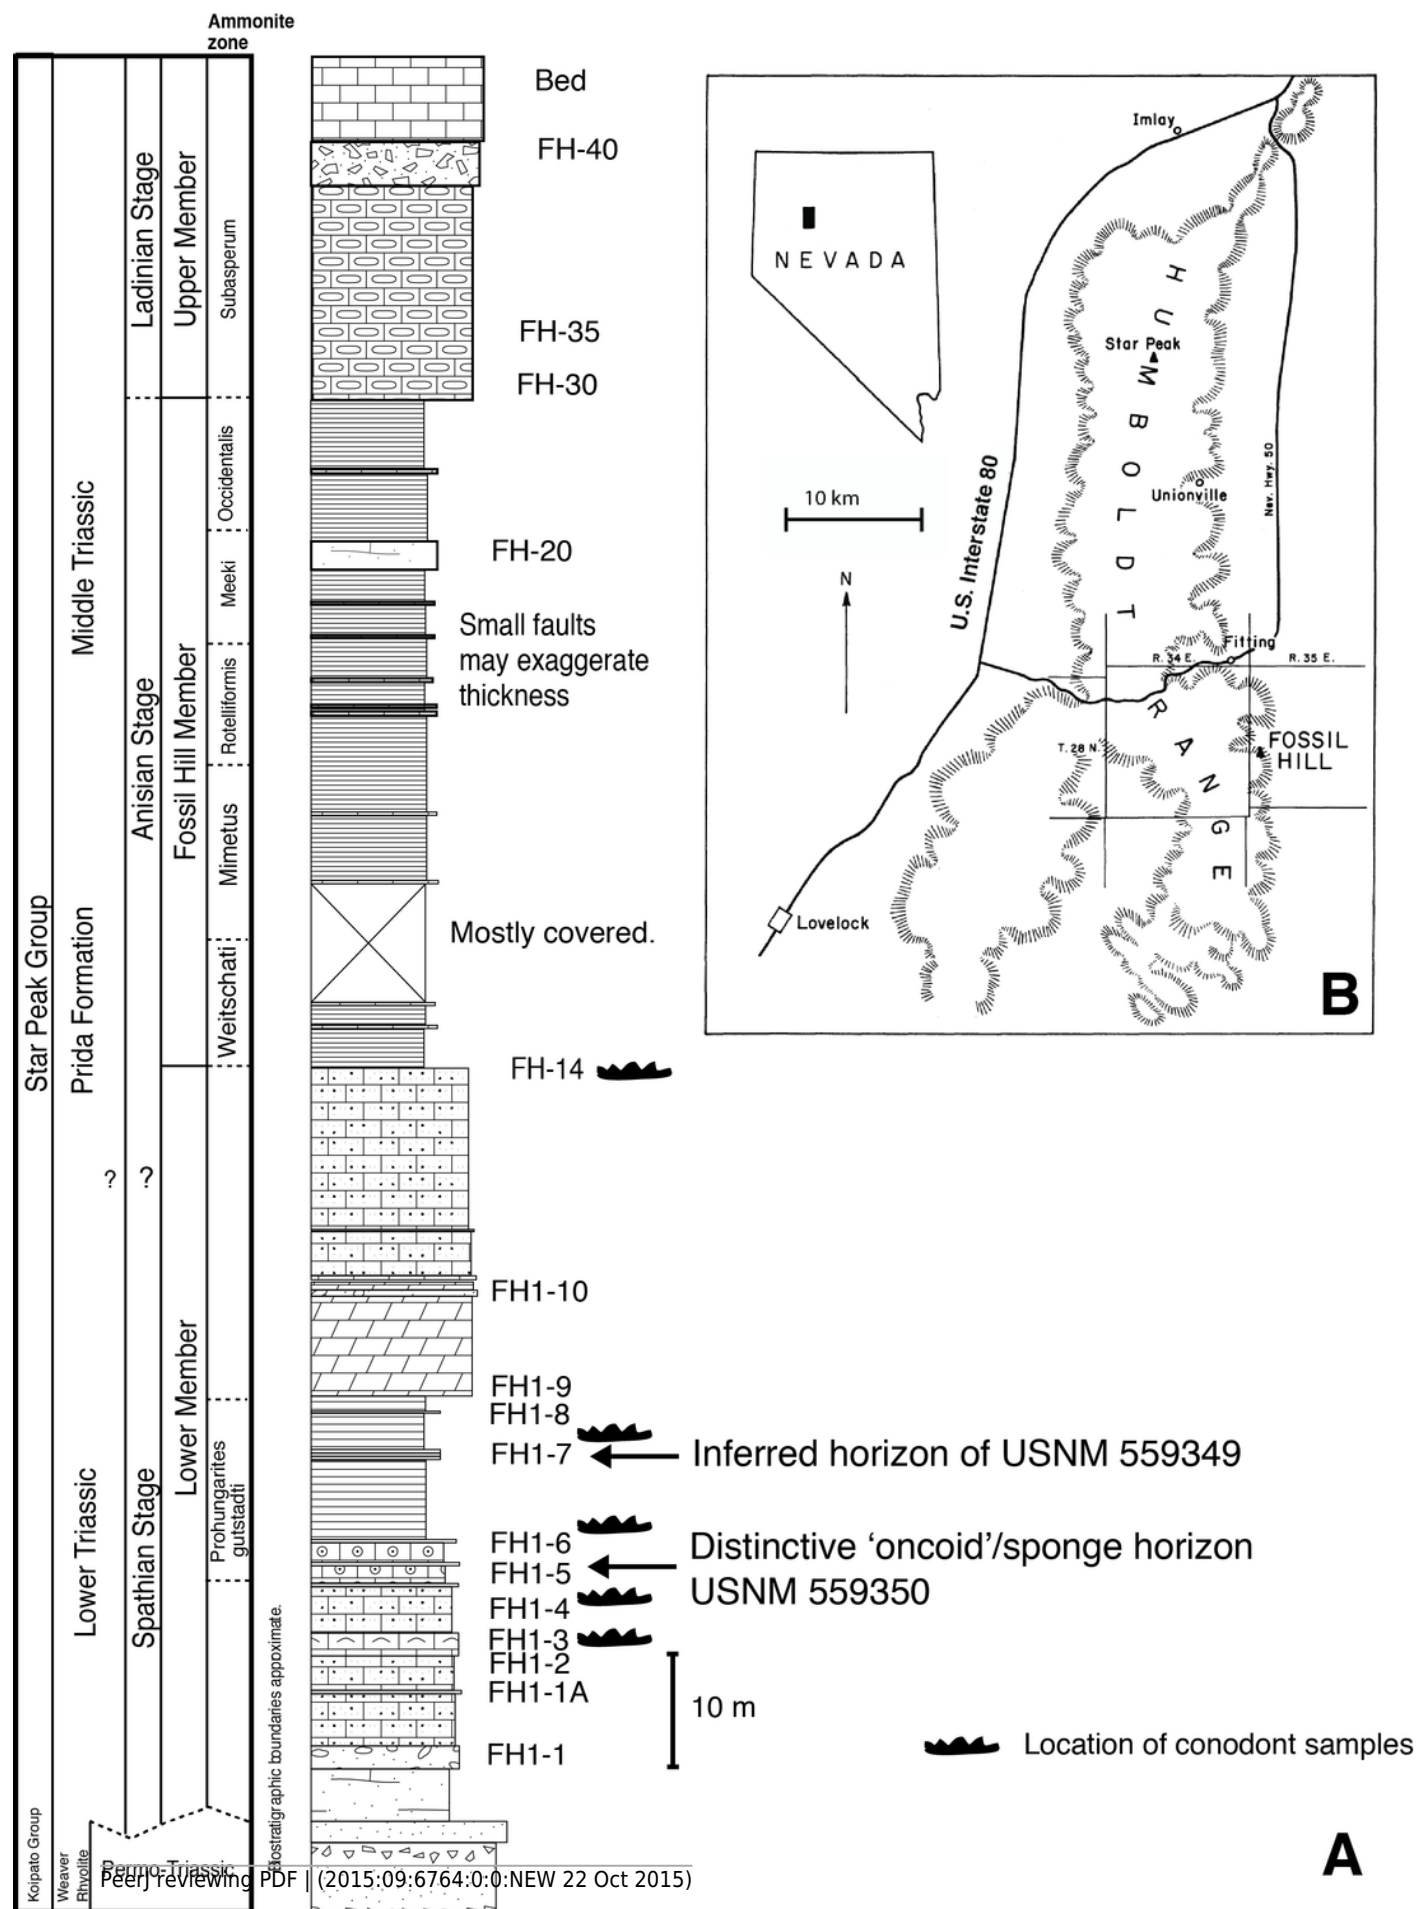 Ammonite
zone
Star Peak Group
Koipato Group
Middle Triassic
Prida Formation
?
Lower Triassic
Weaver
Rhyolite
Ladinian Stage
Anisian Stage
?
Spathian Stage
Permo-Triassic
Upper Member
Fossil Hill Member
Lower Member
Subasperum
Occidentalis
Meeki
Rotelliformis
Mimetus
Weitschati
Prohungarites
gutstadti
Biostratigraphic boundaries appoximate.
Bed
FH-40
FH-35
FH-30
FH-20
Small faults
may exaggerate
thickness
Mostly covered.
FH-14
FH1-10
FH1-9
FH1-8
FH1-7
Inferred horizon of USNM 559349
FH1-6
Distinctive ‘oncoid’/sponge horizon
FH1-5
USNM 559350
FH1-4
FH1-3
FH1-2
FH1-1A
10 m
FH1-1
Location of conodont samples
A
Imlay
NEVADA
HUMBOLDT
Star Peak
10 km
U.S. Interstate 80
Unionville
Nev. Hwy. 50
N
Fitting
R. 34 E.
R. 35 E.
RANGE
T. 28 N.
FOSSIL
HILL
Lovelock
B
PeerJ reviewing PDF | (2015:09:6764:0:0:NEW 22 Oct 2015)